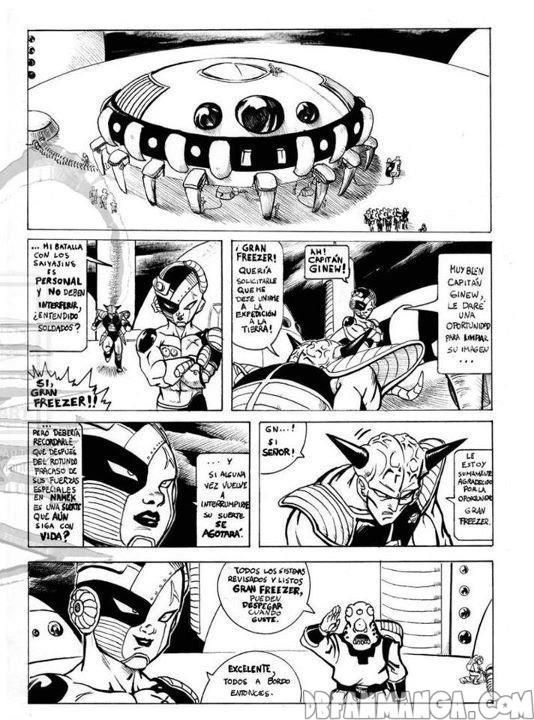 ... MI BATALLA
CON LOS
SAIYAJINS
ES
PERSONAL
Y NO DEBEN
INTERFERIR,
¿ENTENDIDO
SOLDADOS?
SI,
GRAN
FREEZER!!
¡GRAN
FREEZER!
QUERÍA
SOLICITARLE
QUE ME
DEJE UNIRME
A LA
EXPEDICIÓN
A LA
TIERRA!
AH!
CAPITÁN
GINEW!
MUY BIEN
CAPITÁN
GINEW,
LE DARÉ
UNA
OPORTUNIDAD
PARA LIMPIAR
SU IMAGEN
...
...
PERO DEBERÍA
RECORDARLE
QUE DESPUÉS
DEL ROTUNDO
FRACASO DE
SUS FUERZAS
ESPECIALES
EN NAMEK
ES UNA SUERTE
QUE AÚN
SIGA CON
VIDA?
... Y
SI ALGUNA
VEZ VUELVE
A
INTERRUMPIRME
SU SUERTE
SE
AGOTARÁ.
GN...!
SI
SEÑOR!
LE
ESTOY
SUMAMENTE
AGRADECIDO
POR LA
OPORTUNIDAD
GRAN
FREEZER.
TODOS LOS SISTEMAS
REVISADOS Y LISTOS
GRAN FREEZER,
PUEDEN
DESPEGAR
CUANDO
GUSTE.
EXCELENTE,
TODOS A BORDO
ENTONCES.
DBFANMANGA.COM